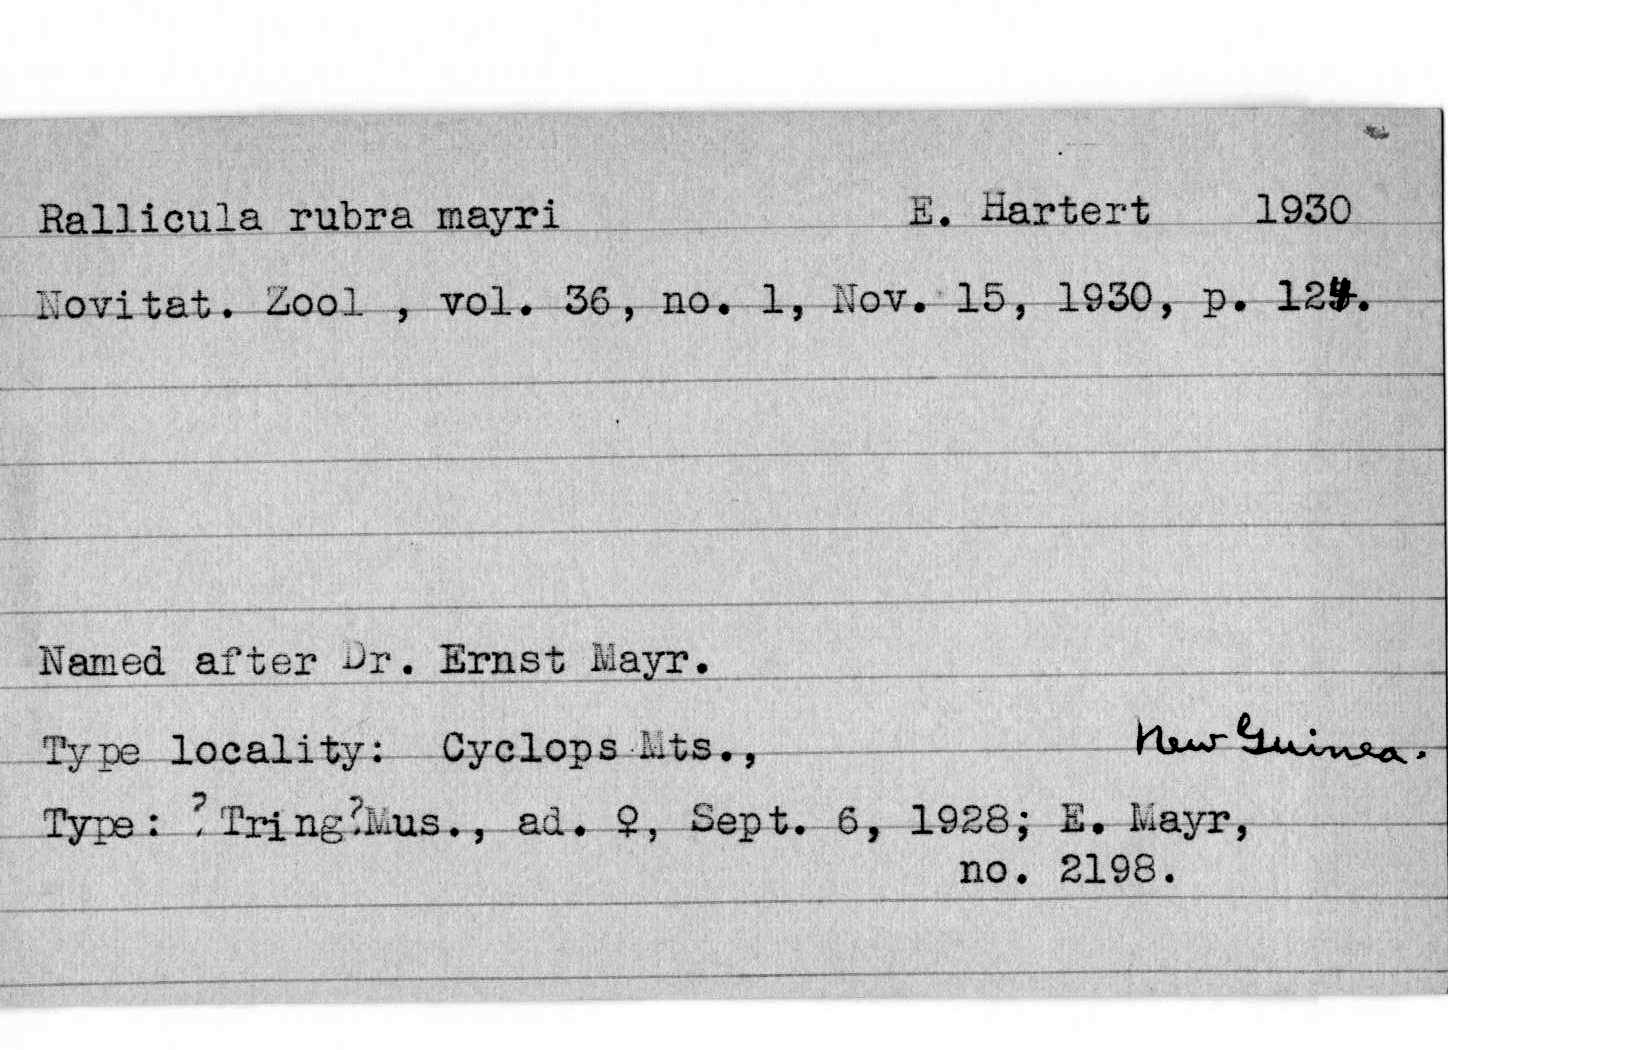 Rallicula rubra mayri E. Hartert 1930
Novitat. Zool , vol. 36, no. 1, Nov. 15, 1930, p. 124.
Named after Dr. Ernst Mayr.
Type locality: Cyclops Mts., New Guinea.
Type: ? Tring?Mus., ad. ♀, Sept. 6, 1928; E. Mayr,
no. 2198.